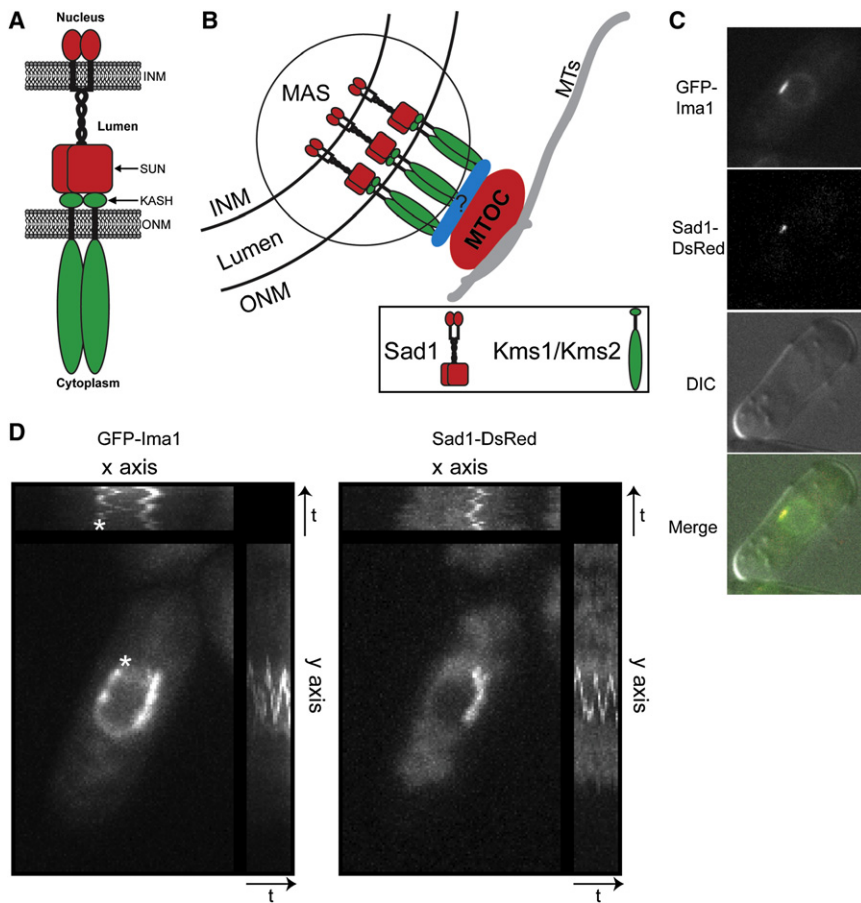 A
Nucleus
INM
Lumen
SUN
KASH
ONM
Cytoplasm
B
MAS
MTs
INM
Lumen
ONM
?
MTOC
Sad1
Kms1/Kms2
C
GFP-
Ima1
Sad1-
DsRed
DIC
Merge
D
GFP-Ima1
x axis
*
t
*
y axis
t
Sad1-DsRed
x axis
t
y axis
t